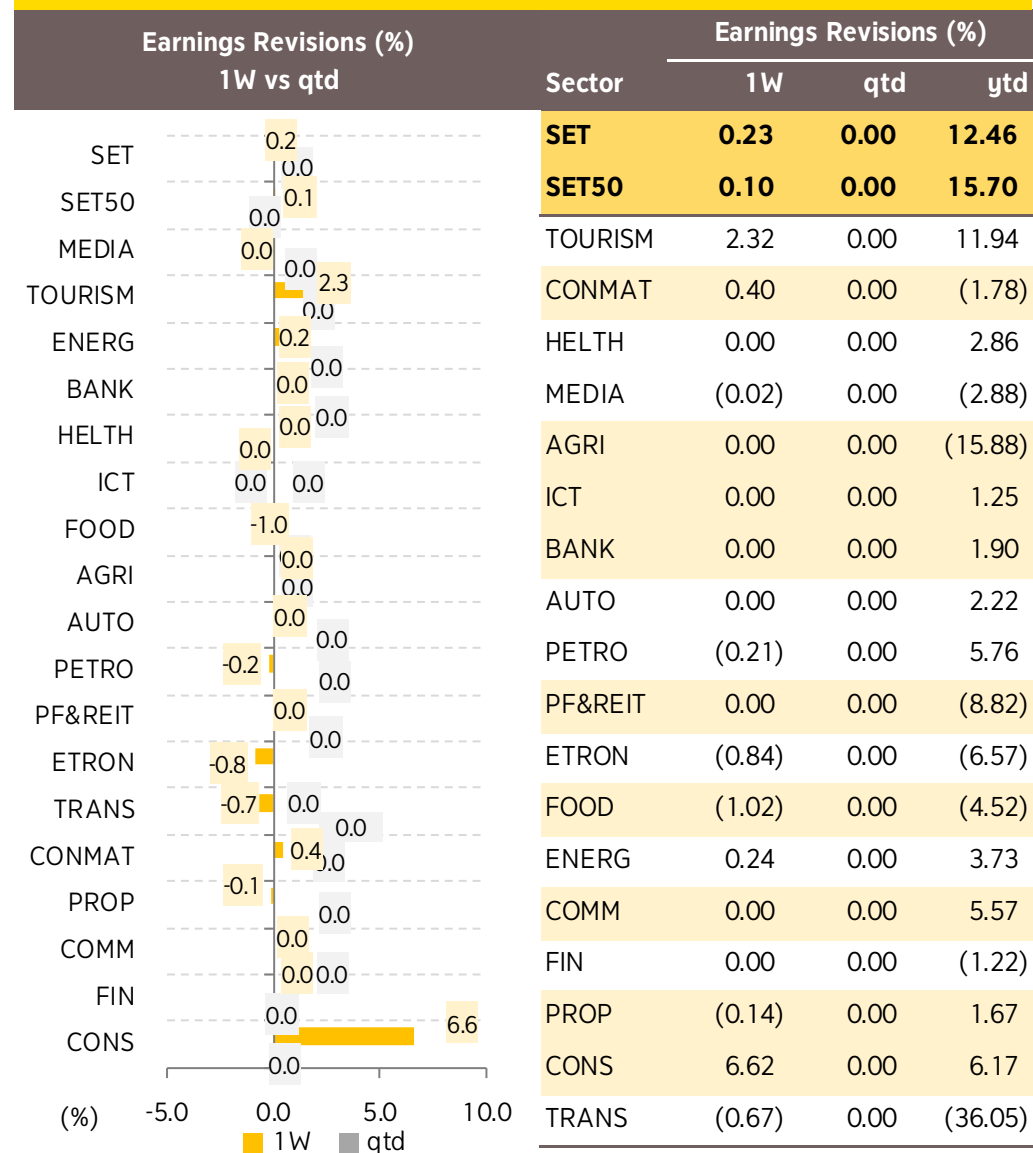 Earnings Revisions (%)
1W vs qtd
SET
SET50
MEDIA
TOURISM
ENERG
BANK
HELTH
ICT
FOOD
AGRI
AUTO
PETRO
PF&REIT
ETRON
TRANS
CONMAT
PROP
COMM
FIN
CONS
0.2
0.0
0.1
0.0
0.0
0.0
2.3
0.0
0.2
0.0
0.0
0.0
0.0
0.0
0.0 0.0
-1.0
0.0
0.0
0.0
0.0
-0.2
0.0
0.0
0.0
-0.8
-0.7 0.0
0.0
0.4
-0.1
0.0
0.0
0.0 0.0
0.0
6.6
0.0
(%) -5.0 0.0 5.0 10.0
1W qtd
Earnings Revisions (%)
Sector 1W qtd ytd
SET 0.23 0.00 12.46
SET50 0.10 0.00 15.70
TOURISM 2.32 0.00 11.94
CONMAT 0.40 0.00 (1.78)
HELTH 0.00 0.00 2.86
MEDIA (0.02) 0.00 (2.88)
AGRI 0.00 0.00 (15.88)
ICT 0.00 0.00 1.25
BANK 0.00 0.00 1.90
AUTO 0.00 0.00 2.22
PETRO (0.21) 0.00 5.76
PF&REIT 0.00 0.00 (8.82)
ETRON (0.84) 0.00 (6.57)
FOOD (1.02) 0.00 (4.52)
ENERG 0.24 0.00 3.73
COMM 0.00 0.00 5.57
FIN 0.00 0.00 (1.22)
PROP (0.14) 0.00 1.67
CONS 6.62 0.00 6.17
TRANS (0.67) 0.00 (36.05)